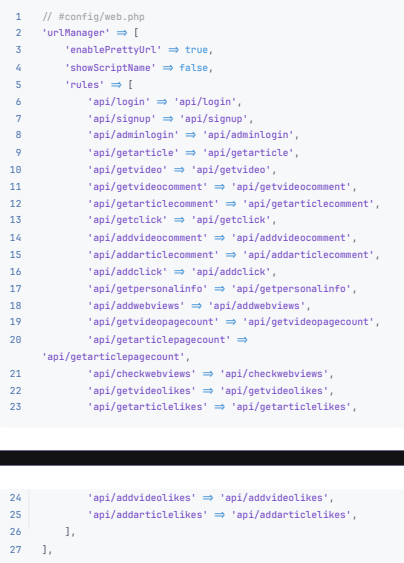 1 // #config/web.php
2 'urlManager' => [
3 'enablePrettyUrl' => true,
4 'showScriptName' => false,
5 'rules' => [
6 'api/login' => 'api/login',
7 'api/signup' => 'api/signup',
8 'api/adminlogin' => 'api/adminlogin',
9 'api/getarticle' => 'api/getarticle',
10 'api/getvideo' => 'api/getvideo',
11 'api/getvideocomment' => 'api/getvideocomment',
12 'api/getarticlecomment' => 'api/getarticlecomment',
13 'api/getclick' => 'api/getclick',
14 'api/addvideocomment' => 'api/addvideocomment',
15 'api/addarticlecomment' => 'api/addarticlecomment',
16 'api/addclick' => 'api/addclick',
17 'api/getpersonalinfo' => 'api/getpersonalinfo',
18 'api/addwebviews' => 'api/addwebviews',
19 'api/getvideopagecount' => 'api/getvideopagecount',
20 'api/getarticlepagecount' =>
'api/getarticlepagecount',
21 'api/checkwebviews' => 'api/checkwebviews',
22 'api/getvideolikes' => 'api/getvideolikes',
23 'api/getarticlelikes' => 'api/getarticlelikes',
24 'api/addvideolikes' => 'api/addvideolikes',
25 'api/addarticlelikes' => 'api/addarticlelikes',
26 ],
27 ],